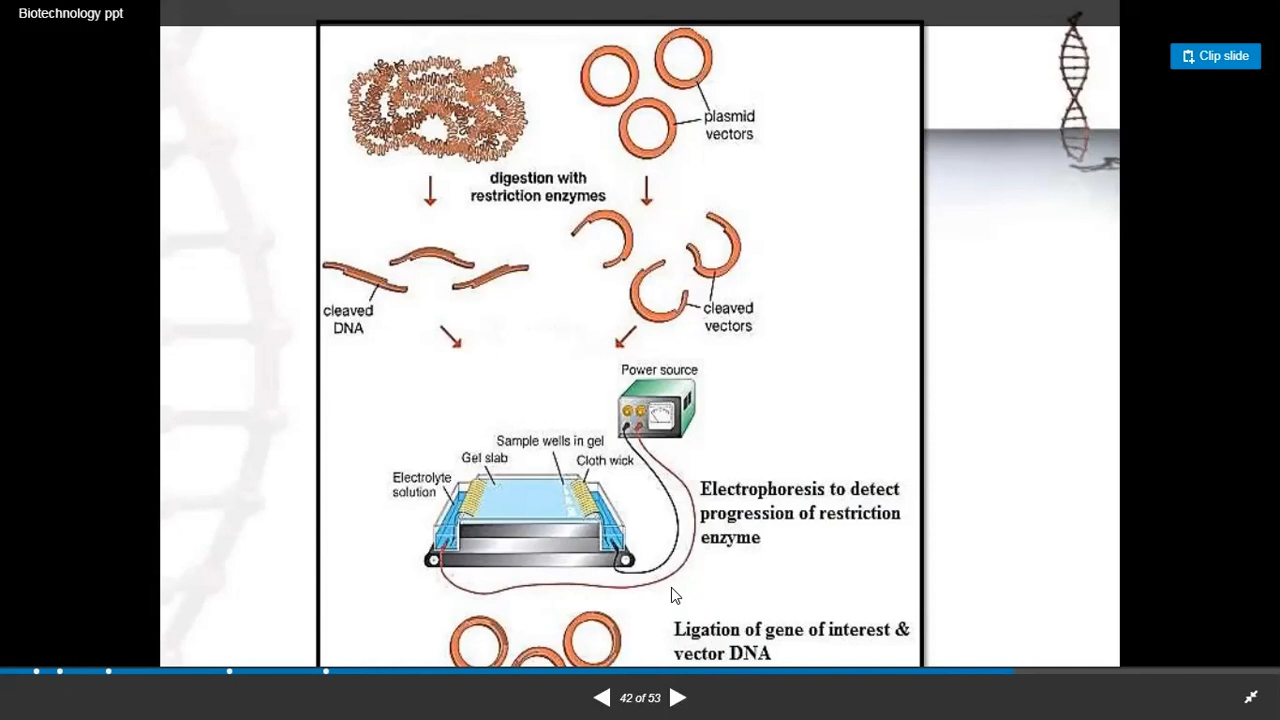 Biotechnology ppt
Clip slide
plasmid
vectors
digestion with
restriction enzymes
cleaved
DNA
cleaved
vectors
Power source
Sample wells in gel
Gel slab
Cloth wick
Electrolyte
solution
Electrophoresis to detect
progression of restriction
enzyme
Ligation of gene of interest &
vector DNA
42 of 53